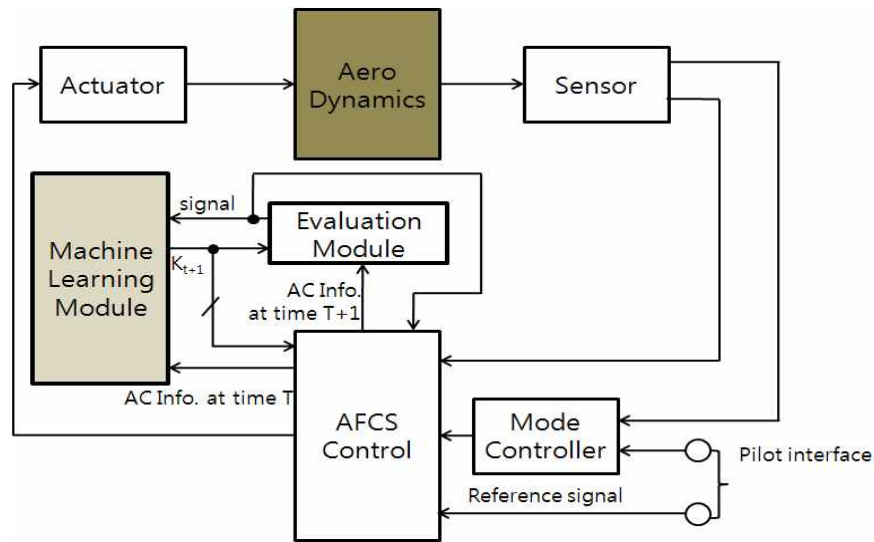 Actuator
Aero
Dynamics
Sensor
signal
Evaluation
Module
Machine
Learning
Module
Kt+1
AC Info.
at time T+1
AC Info. at time T
AFCS
Control
Mode
Controller
Pilot interface
Reference signal